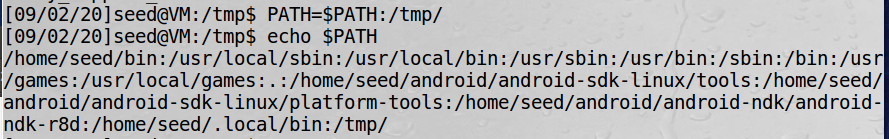 [09/02/20]seed@VM:/tmp$ PATH=$PATH:/tmp/
[09/02/20]seed@VM:/tmp$ echo $PATH
/home/seed/bin:/usr/local/sbin:/usr/local/bin:/usr/sbin:/usr/bin:/sbin:/bin:/usr
/games:/usr/local/games:.:/home/seed/android/android-sdk-linux/tools:/home/seed/
android/android-sdk-linux/platform-tools:/home/seed/android/android-ndk/android-
ndk-r8d:/home/seed/.local/bin:/tmp/